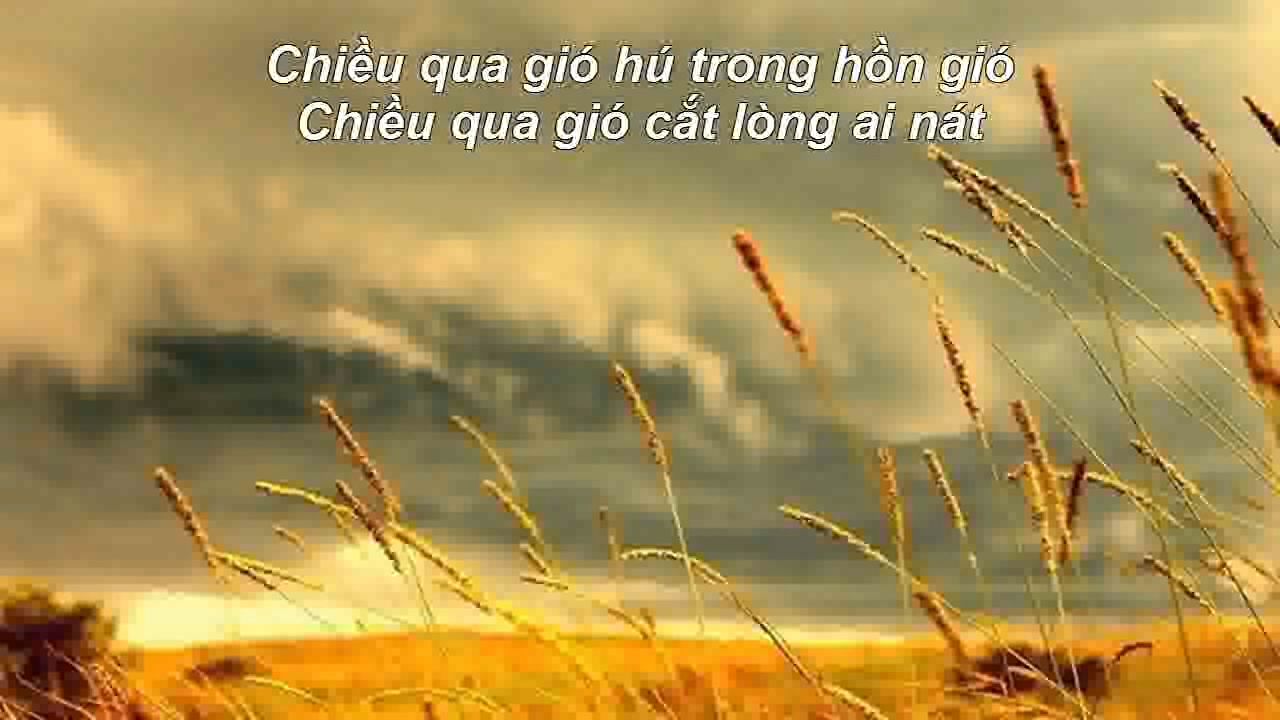 Chiều qua gió hú trong hồn gió
Chiều qua gió cắt lòng ai nát